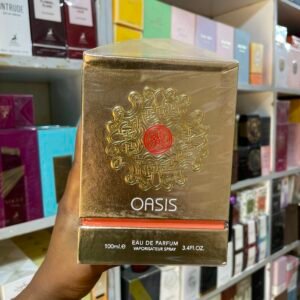 OASIS
EAU DE PARFUM
100ml.e VAPORISATEUR SPRAY 3.4FL.OZ.